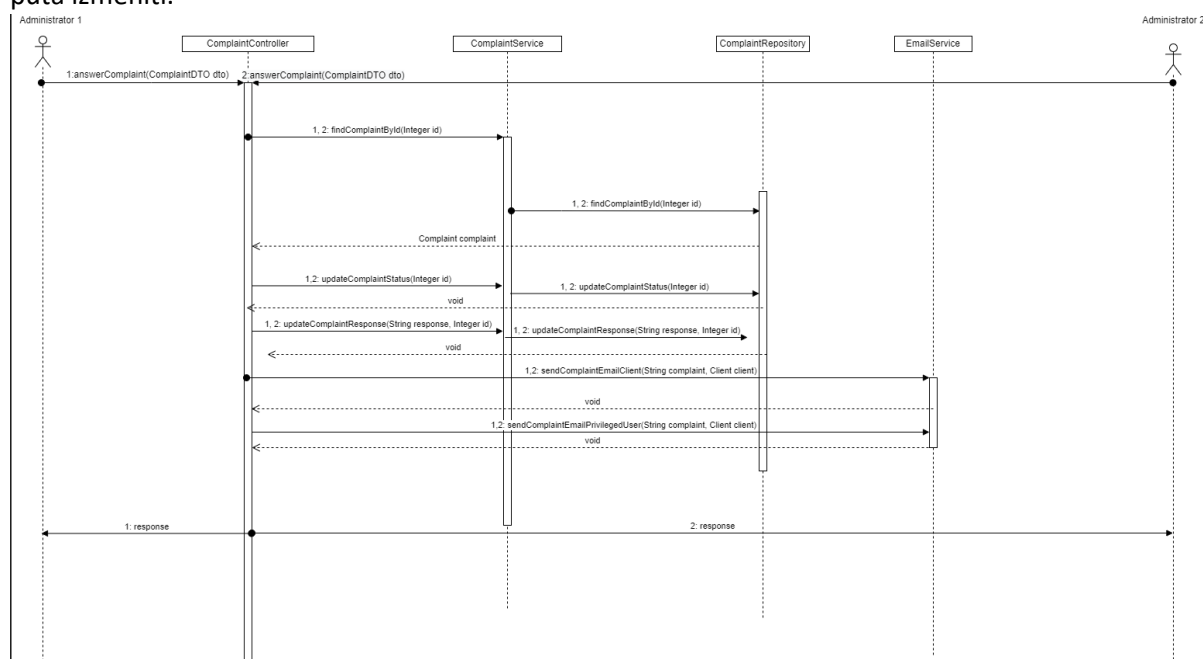 puta izmeniti.
Administrator 1
Administrator 2
ComplaintController
ComplaintService
ComplaintRepository
EmailService
1:answerComplaint(ComplaintDTO dto)
2:answerComplaint(ComplaintDTO dto)
1, 2: findComplaintById(Integer id)
1, 2: findComplaintById(Integer id)
Complaint complaint
1,2: updateComplaintStatus(Integer id)
1, 2: updateComplaintStatus(Integer id)
void
1, 2: updateComplaintResponse(String response, Integer id)
1, 2: updateComplaintResponse(String response, Integer id)
void
1,2: sendComplaintEmailClient(String complaint, Client client)
void
1,2: sendComplaintEmailPrivilegedUser(String complaint, Client client)
void
1: response
2: response